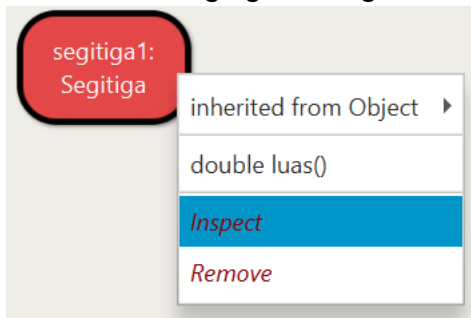 segitiga1:
Segitiga
inherited from Object
double luas()
Inspect
Remove